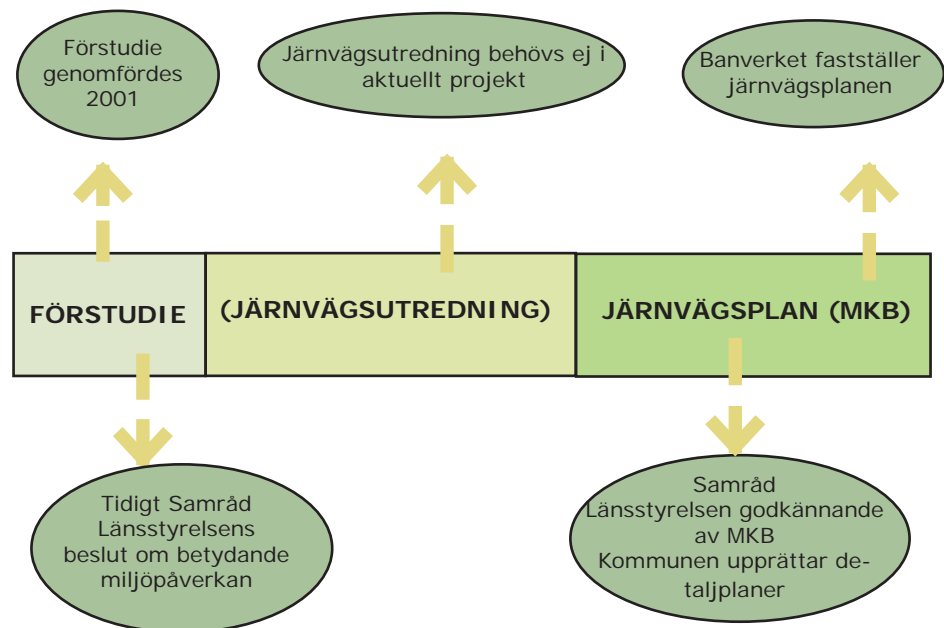 Förstudie
genomfördes
2001
Järnvägsutredning behövs ej i
aktuellt projekt
Banverket fastställer
järnvägsplanen
FÖRSTUDIE
(JÄRNVÄGSUTREDNING)
JÄRNVÄGSPLAN (MKB)
Tidigt Samråd
Länsstyrelsens
beslut om betydande
miljöpåverkan
Samråd
Länsstyrelsen godkännande
av MKB
Kommunen upprättar de-
taljplaner